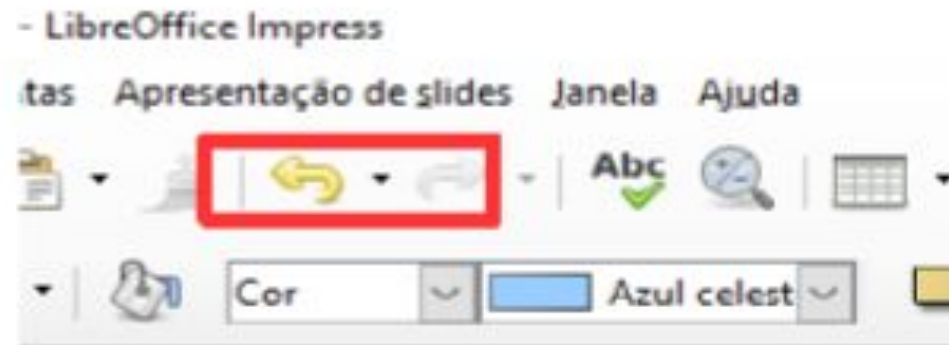 - LibreOffice Impress
tas Apresentação de slides Janela Ajuda
Abc
Cor Azul celest